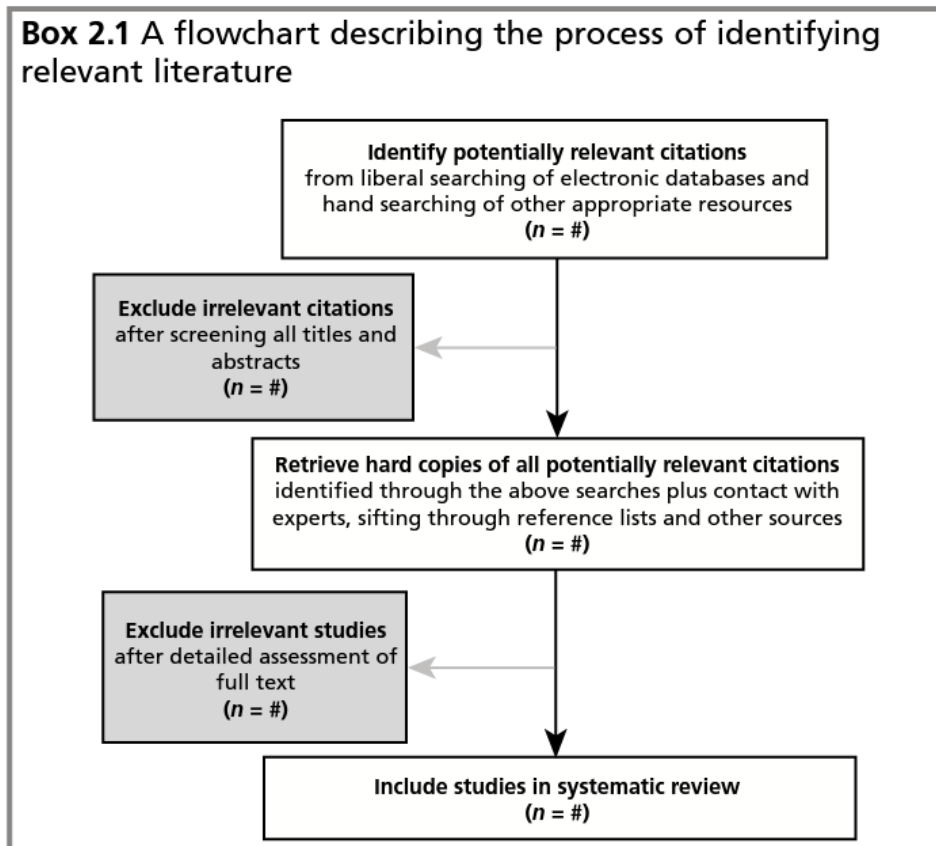 Box 2.1 A flowchart describing the process of identifying
relevant literature
Identify potentially relevant citations
from liberal searching of electronic databases and
hand searching of other appropriate resources
(n = #)
Exclude irrelevant citations
after screening all titles and
abstracts
(n = #)
Retrieve hard copies of all potentially relevant citations
identified through the above searches plus contact with
experts, sifting through reference lists and other sources
(n = #)
Exclude irrelevant studies
after detailed assessment of
full text
(n = #)
Include studies in systematic review
(n = #)